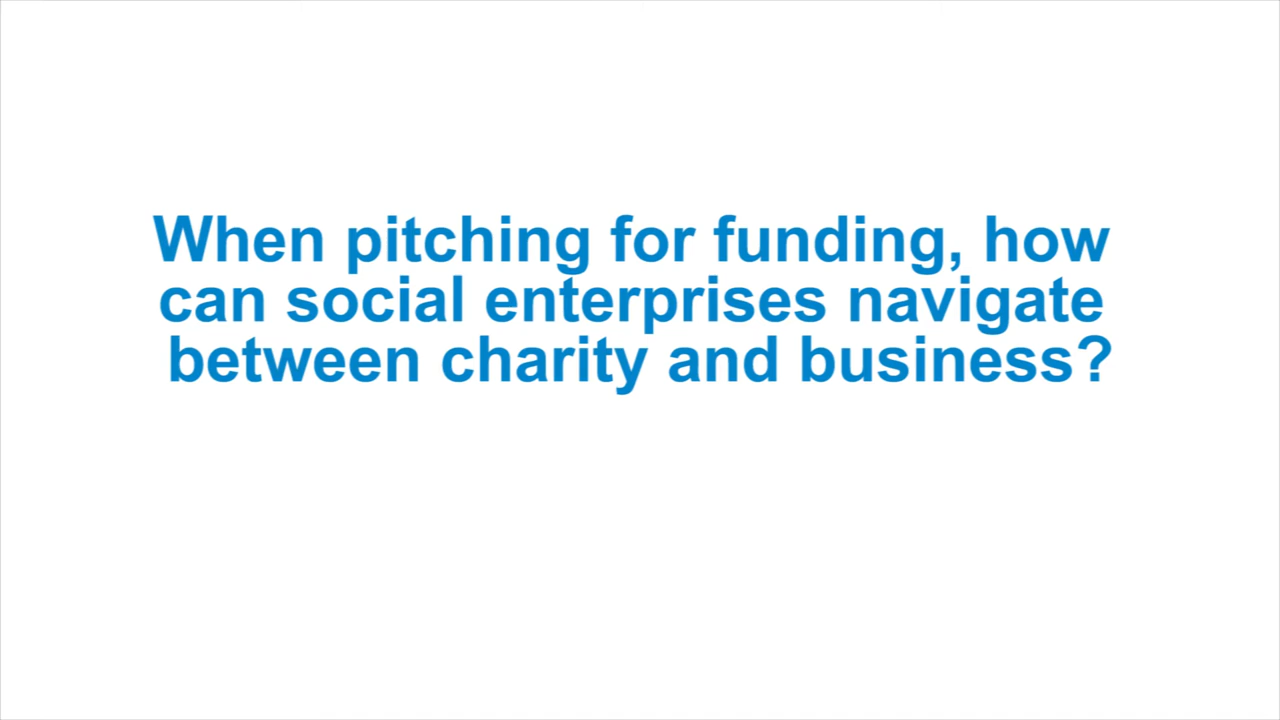 When pitching for funding, how
can social enterprises navigate
between charity and business?